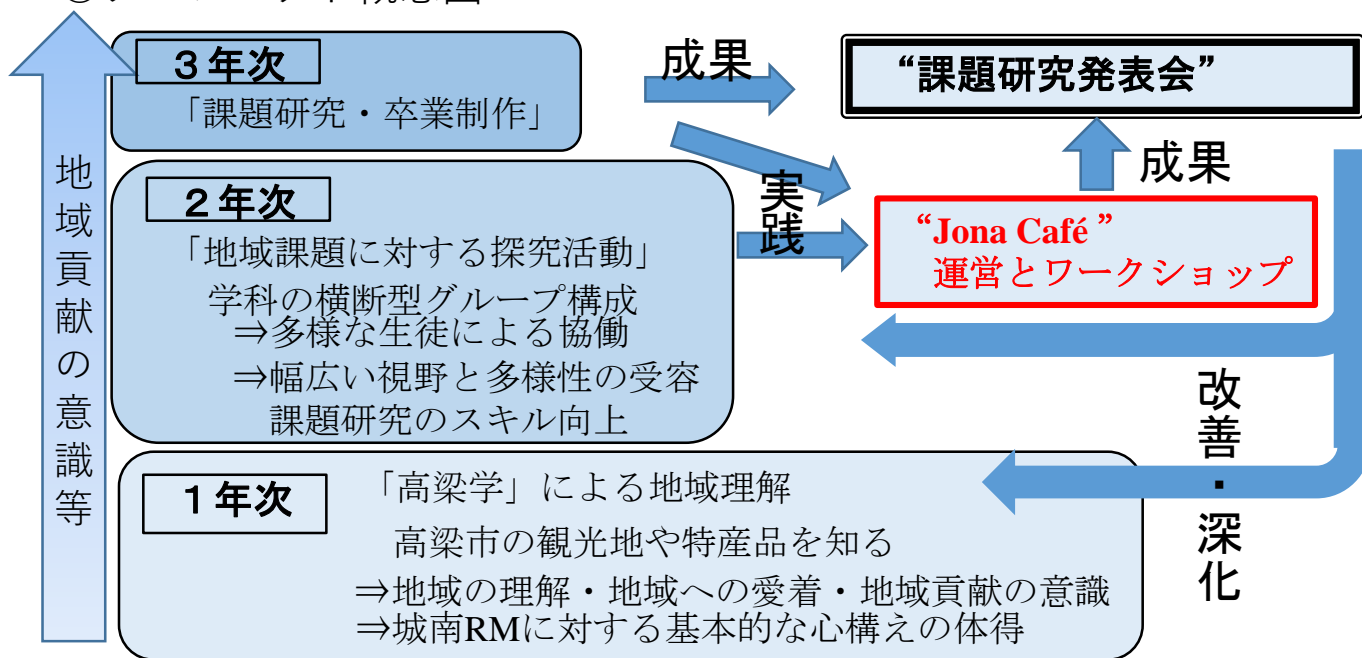 3年次
「課題研究・卒業制作」
成果
“課題研究発表会”
地域貢献の意識等
2年次
「地域課題に対する探究活動」
学科の横断型グループ構成
⇒多様な生徒による協働
⇒幅広い視野と多様性の受容
課題研究のスキル向上
実践
成果
“Jona Café ”
運営とワークショップ
改善・深化
1年次
「高梁学」による地域理解
高梁市の観光地や特産品を知る
⇒地域の理解・地域への愛着・地域貢献の意識
⇒城南RMに対する基本的な心構えの体得